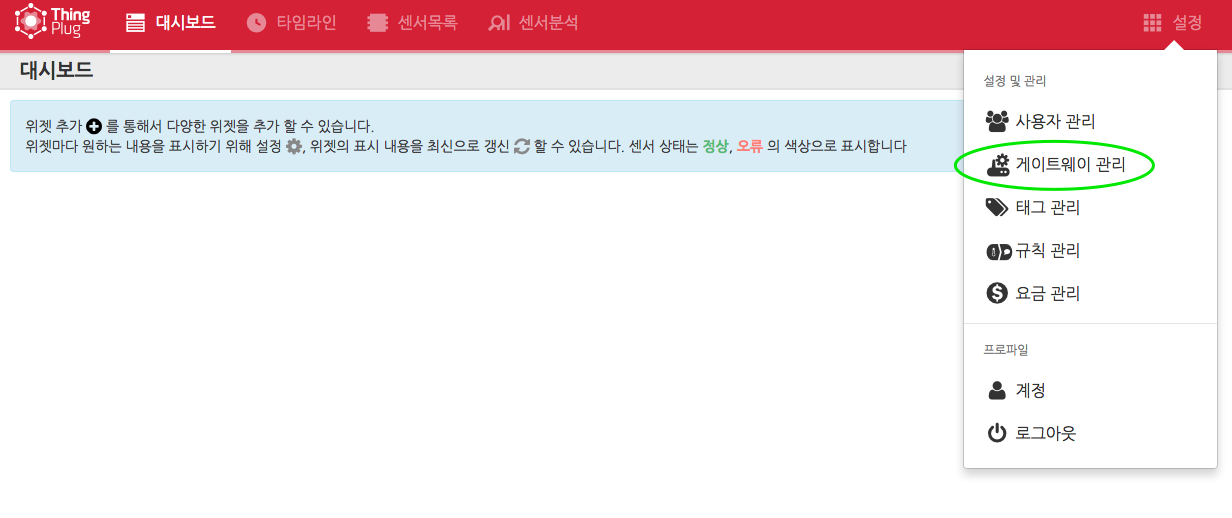 Thing
Plug
대시보드
타임라인
센서목록
센서분석
설정
대시보드
위젯 추가 를 통해서 다양한 위젯을 추가 할 수 있습니다.
위젯마다 원하는 내용을 표시하기 위해 설정 , 위젯의 표시 내용을 최신으로 갱신 할 수 있습니다. 센서 상태는 정상, 오류 의 색상으로 표시합니다
설정 및 관리
사용자 관리
게이트웨이 관리
태그 관리
규칙 관리
요금 관리
프로파일
계정
로그아웃